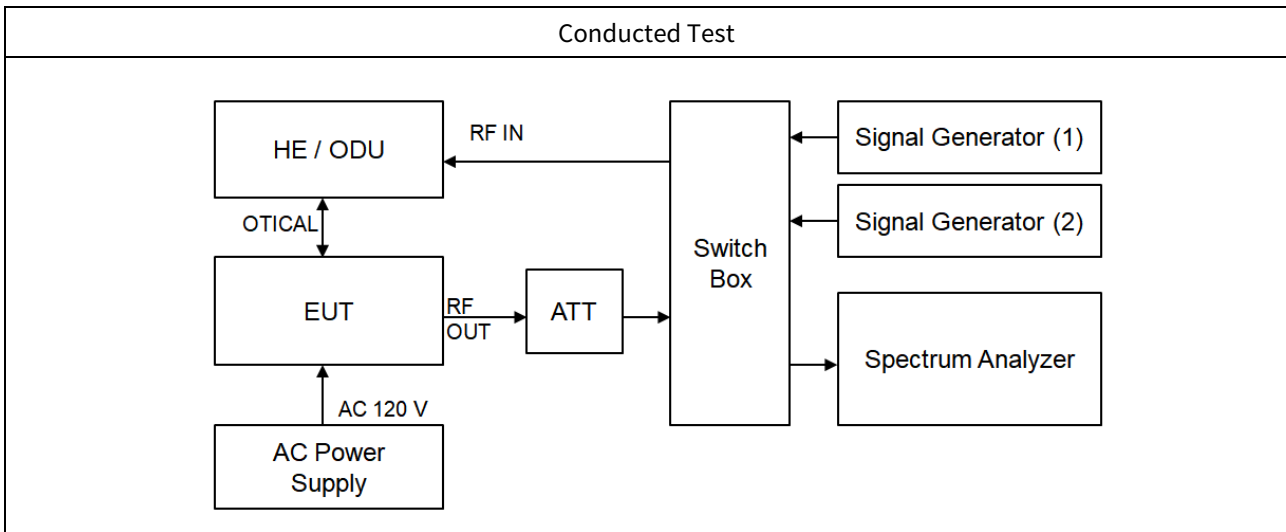 Conducted Test
HE / ODU
RF IN
Signal Generator (1)
OTICAL
Signal Generator (2)
Switch
Box
EUT
RF
OUT
ATT
Spectrum Analyzer
AC 120 V
AC Power
Supply